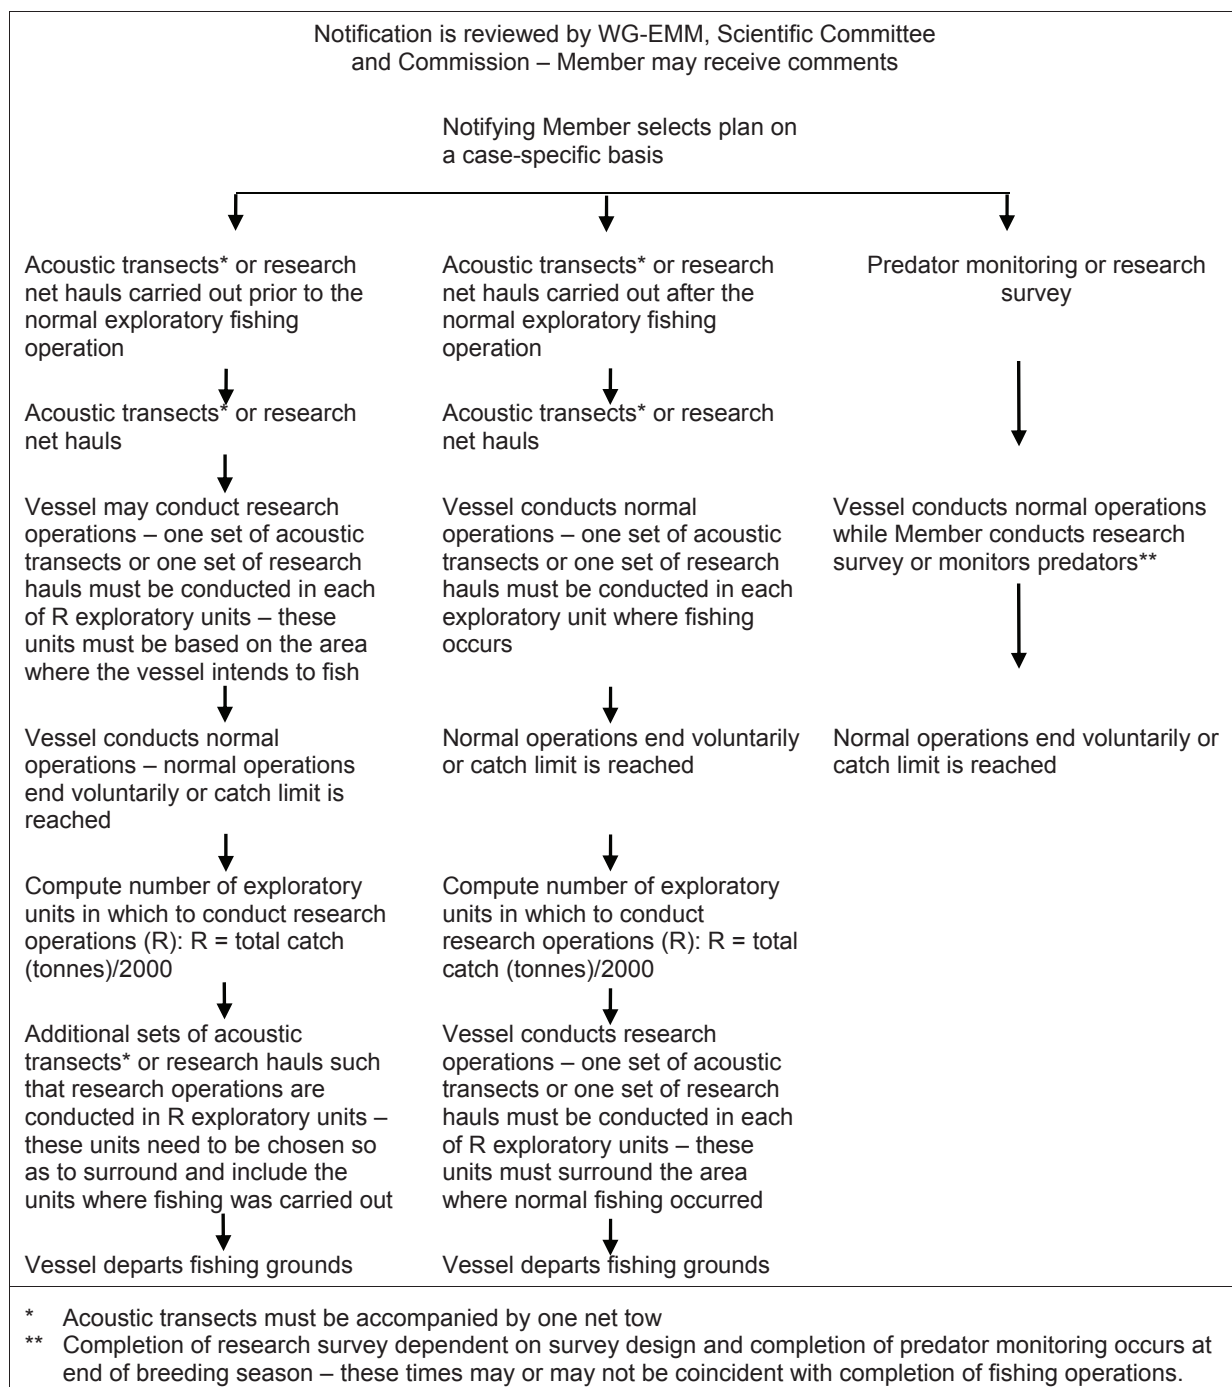 Notification is reviewed by WG-EMM, Scientific Committee
and Commission – Member may receive comments
Notifying Member selects plan on
a case-specific basis
Acoustic transects* or research
net hauls carried out prior to the
normal exploratory fishing
operation
Acoustic transects* or research
net hauls
Vessel may conduct research
operations – one set of acoustic
transects or one set of research
hauls must be conducted in each
of R exploratory units – these
units must be based on the area
where the vessel intends to fish
Vessel conducts normal
operations – normal operations
end voluntarily or catch limit is
reached
Compute number of exploratory
units in which to conduct research
operations (R): R = total catch
(tonnes)/2000
Additional sets of acoustic
transects* or research hauls such
that research operations are
conducted in R exploratory units –
these units need to be chosen so
as to surround and include the
units where fishing was carried out
Vessel departs fishing grounds
Acoustic transects* or research
net hauls carried out after the
normal exploratory fishing
operation
Acoustic transects* or research
net hauls
Vessel conducts normal
operations – one set of acoustic
transects or one set of research
hauls must be conducted in each
exploratory unit where fishing
occurs
Normal operations end voluntarily
or catch limit is reached
Compute number of exploratory
units in which to conduct
research operations (R): R = total
catch (tonnes)/2000
Vessel conducts research
operations – one set of acoustic
transects or one set of research
hauls must be conducted in each
of R exploratory units – these
units must surround the area
where normal fishing occurred
Vessel departs fishing grounds
Predator monitoring or research
survey
Vessel conducts normal operations
while Member conducts research
survey or monitors predators**
Normal operations end voluntarily or
catch limit is reached
* Acoustic transects must be accompanied by one net tow
** Completion of research survey dependent on survey design and completion of predator monitoring occurs at
end of breeding season – these times may or may not be coincident with completion of fishing operations.